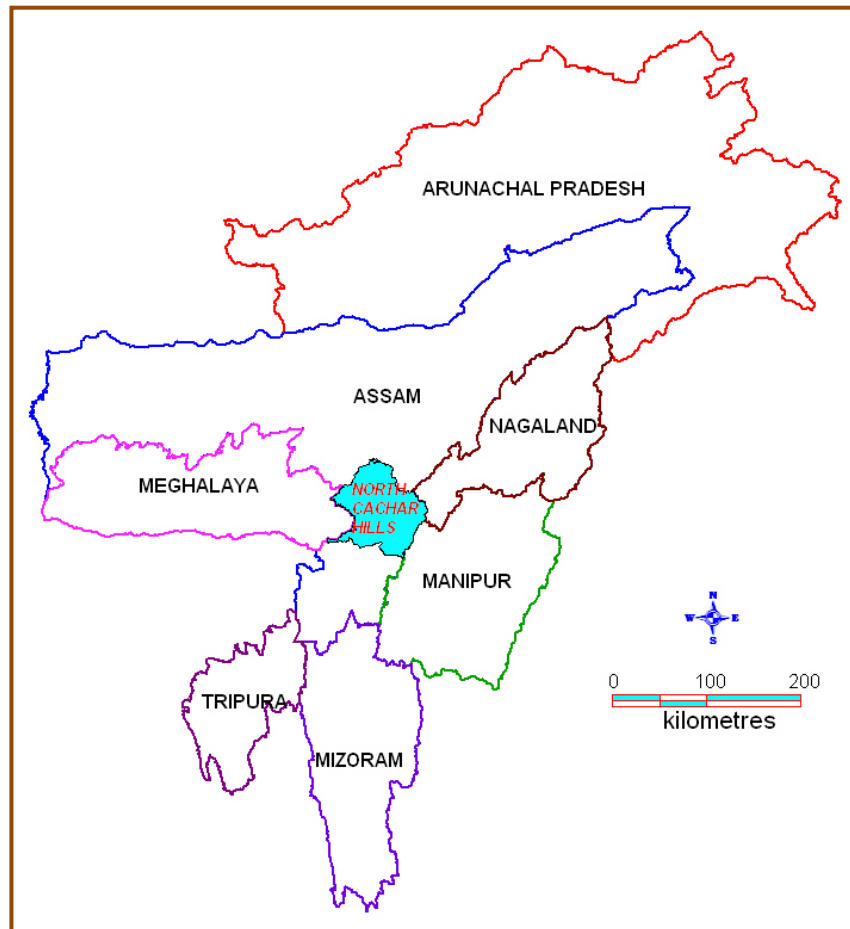 ARUNACHAL PRADESH
ASSAM
NAGALAND
MEGHALAYA
NORTH
CACHAR
HILLS
MANIPUR
N
W E
S
0 100 200
kilometres
TRIPURA
MIZORAM